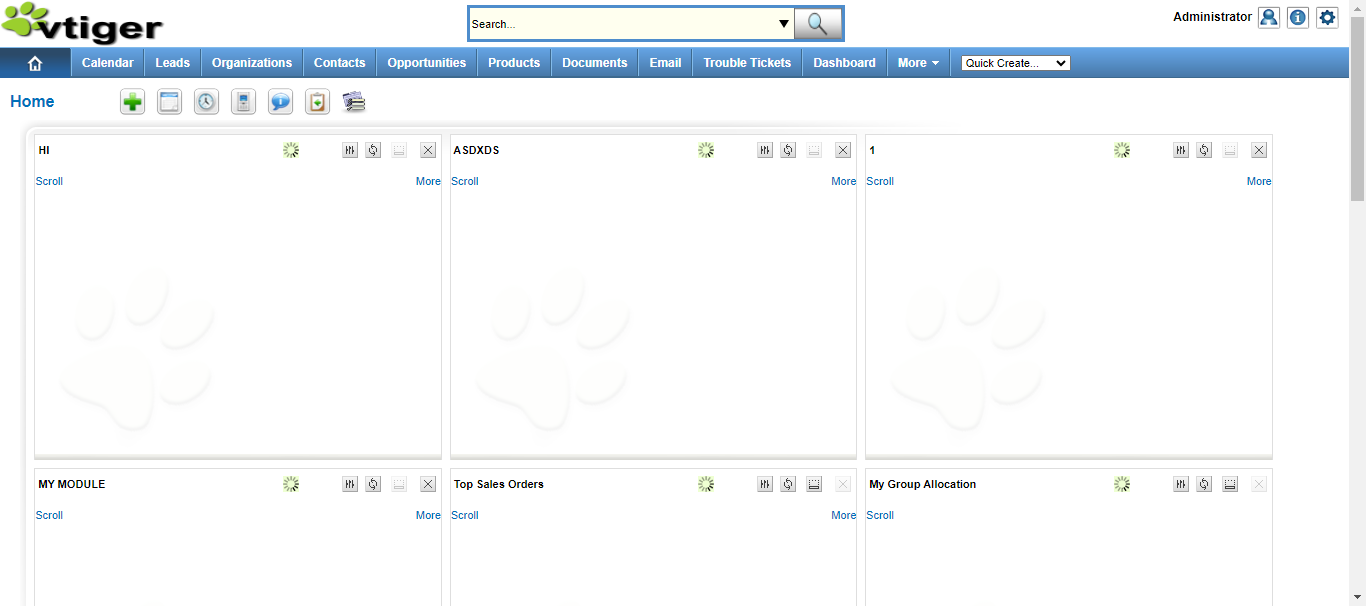 vtiger
Search...
Administrator
Calendar Leads Organizations Contacts Opportunities Products Documents Email Trouble Tickets Dashboard More Quick Create...
Home
HI ASDXDS 1
Scroll More Scroll More Scroll More
MY MODULE Top Sales Orders My Group Allocation
Scroll More Scroll More Scroll